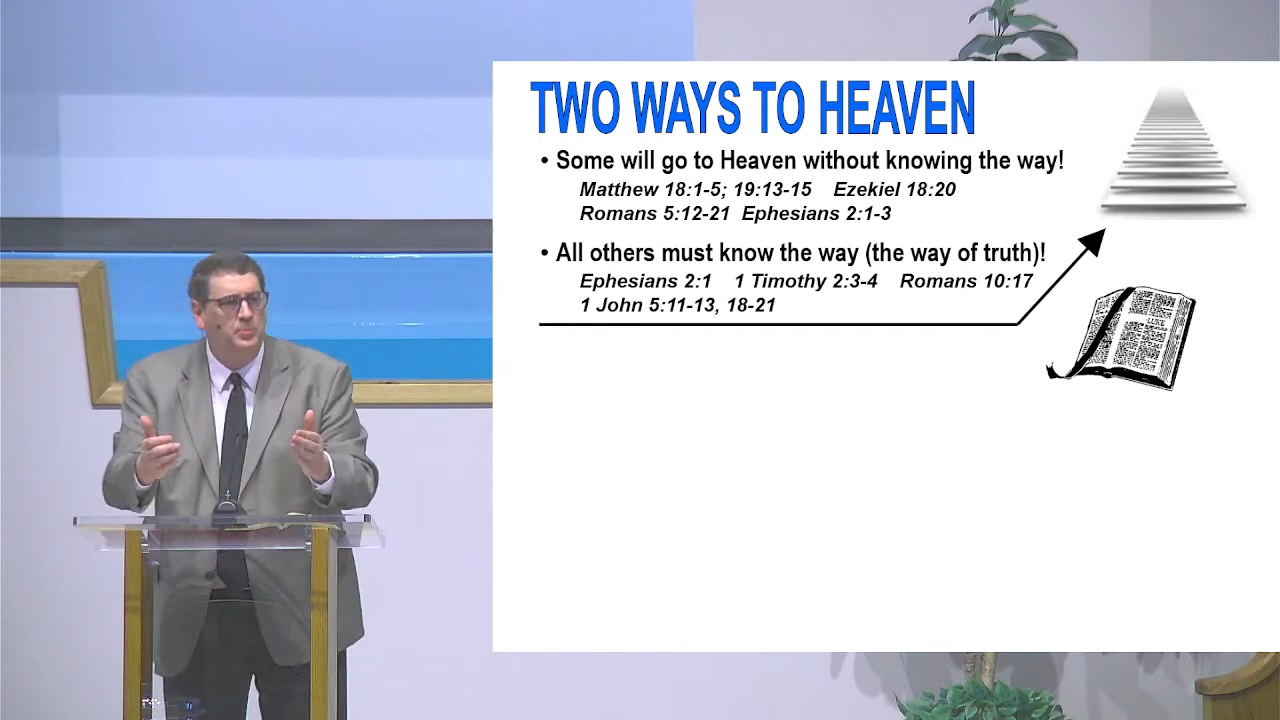 TWO WAYS TO HEAVEN
• Some will go to Heaven without knowing the way!
Matthew 18:1-5; 19:13-15 Ezekiel 18:20
Romans 5:12-21 Ephesians 2:1-3
• All others must know the way (the way of truth)!
Ephesians 2:1 1 Timothy 2:3-4 Romans 10:17
1 John 5:11-13, 18-21